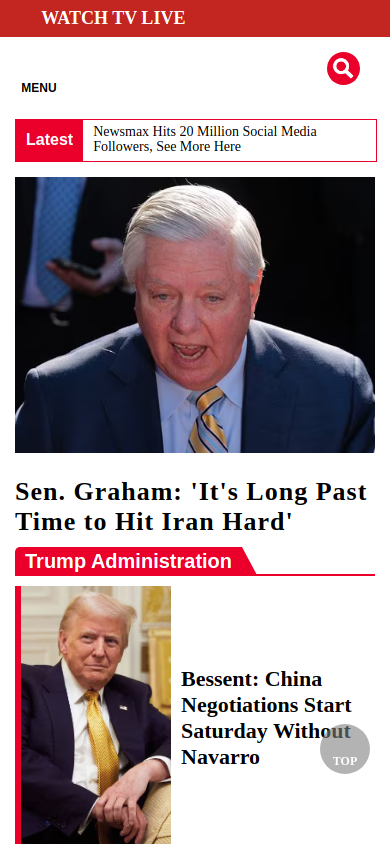 WATCH TV LIVE
MENU
Latest
Newsmax Hits 20 Million Social Media
Followers, See More Here
Sen. Graham: 'It's Long Past
Time to Hit Iran Hard'
Trump Administration
Bessent: China
Negotiations Start
Saturday Without
Navarro
TOP